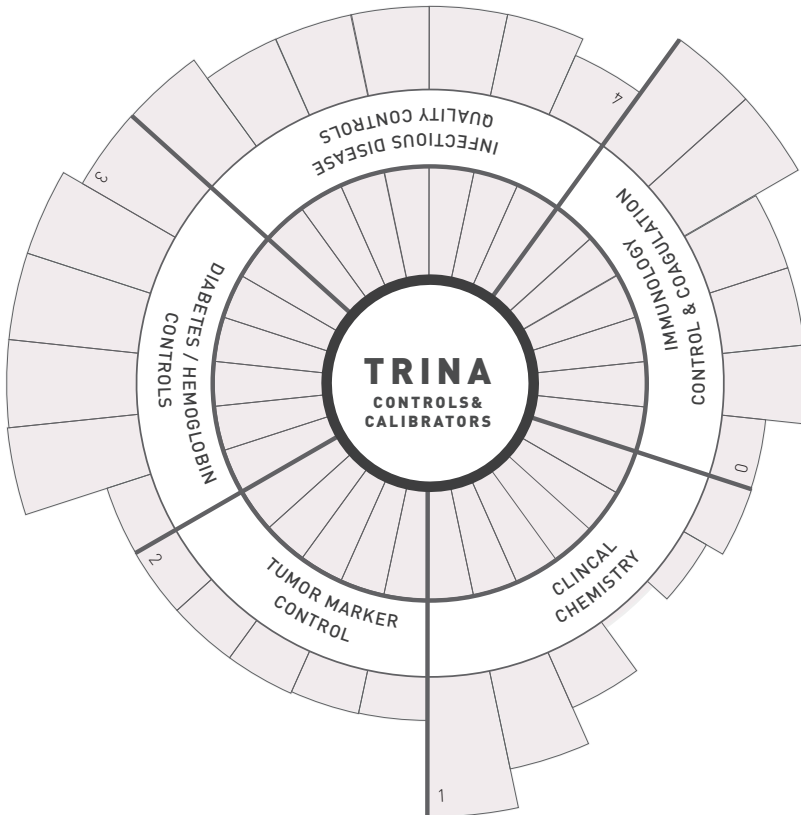 TRINA
CONTROLS&
CALIBRATORS
INFECTIOUS DISEASE
QUALITY CONTROLS
IMMUNOLOGY
CONTROL & COAGULATION
CLINCAL
CHEMISTRY
TUMOR MARKER
CONTROL
DIABETES / HEMOGLOBIN
CONTROLS
0
1
2
3
4